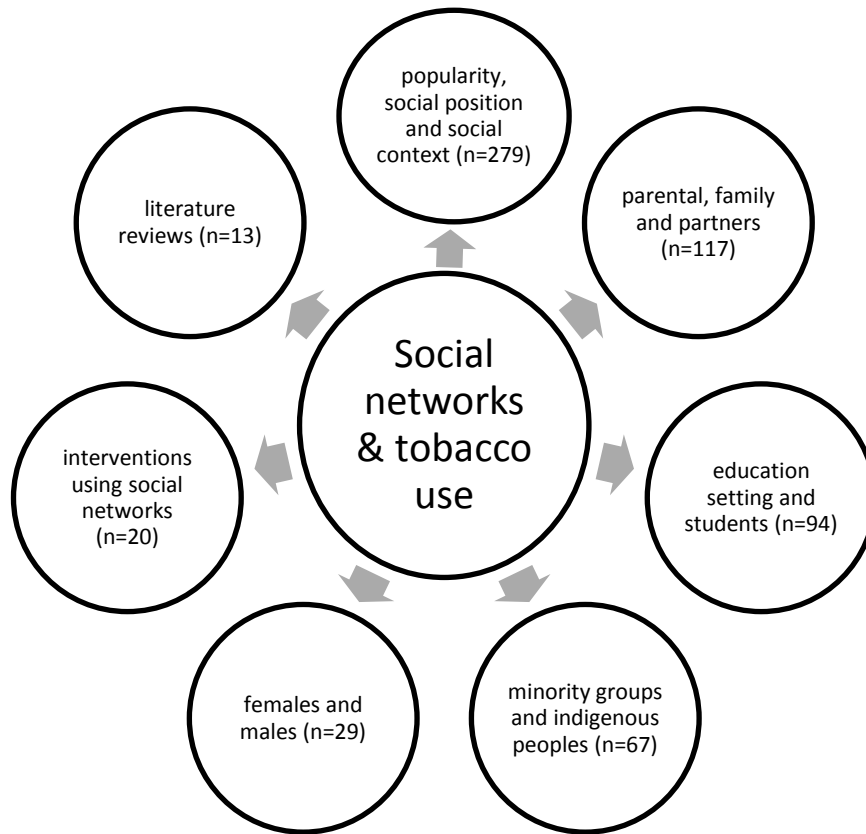 popularity,
social position
and social
context (n=279)
parental, family
and partners
(n=117)
education
setting and
students (n=94)
minority groups
and indigenous
peoples (n=67)
females and
males (n=29)
interventions
using social
networks
(n=20)
literature
reviews (n=13)
Social
networks
& tobacco
use